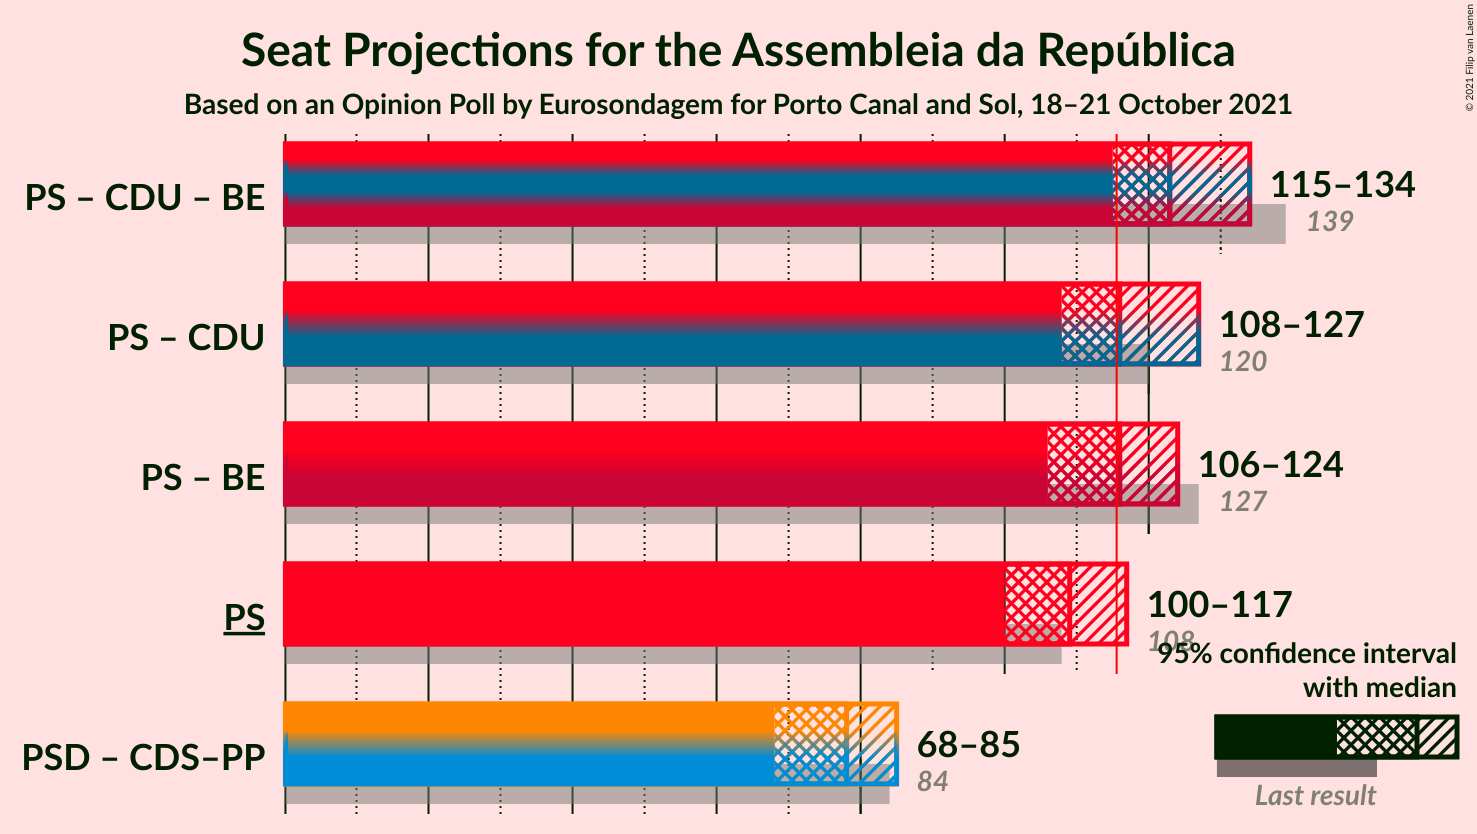 Seat Projections for the Assembleia da República
Based on an Opinion Poll by Eurosondagem for Porto Canal and Sol, 18–21 October 2021
© 2021 Filip van Laenen
PS – CDU – BE
115–134
139
PS – CDU
108–127
120
PS – BE
106–124
127
PS
100–117
108
95% confidence interval
with median
PSD – CDS–PP
68–85
84
Last result